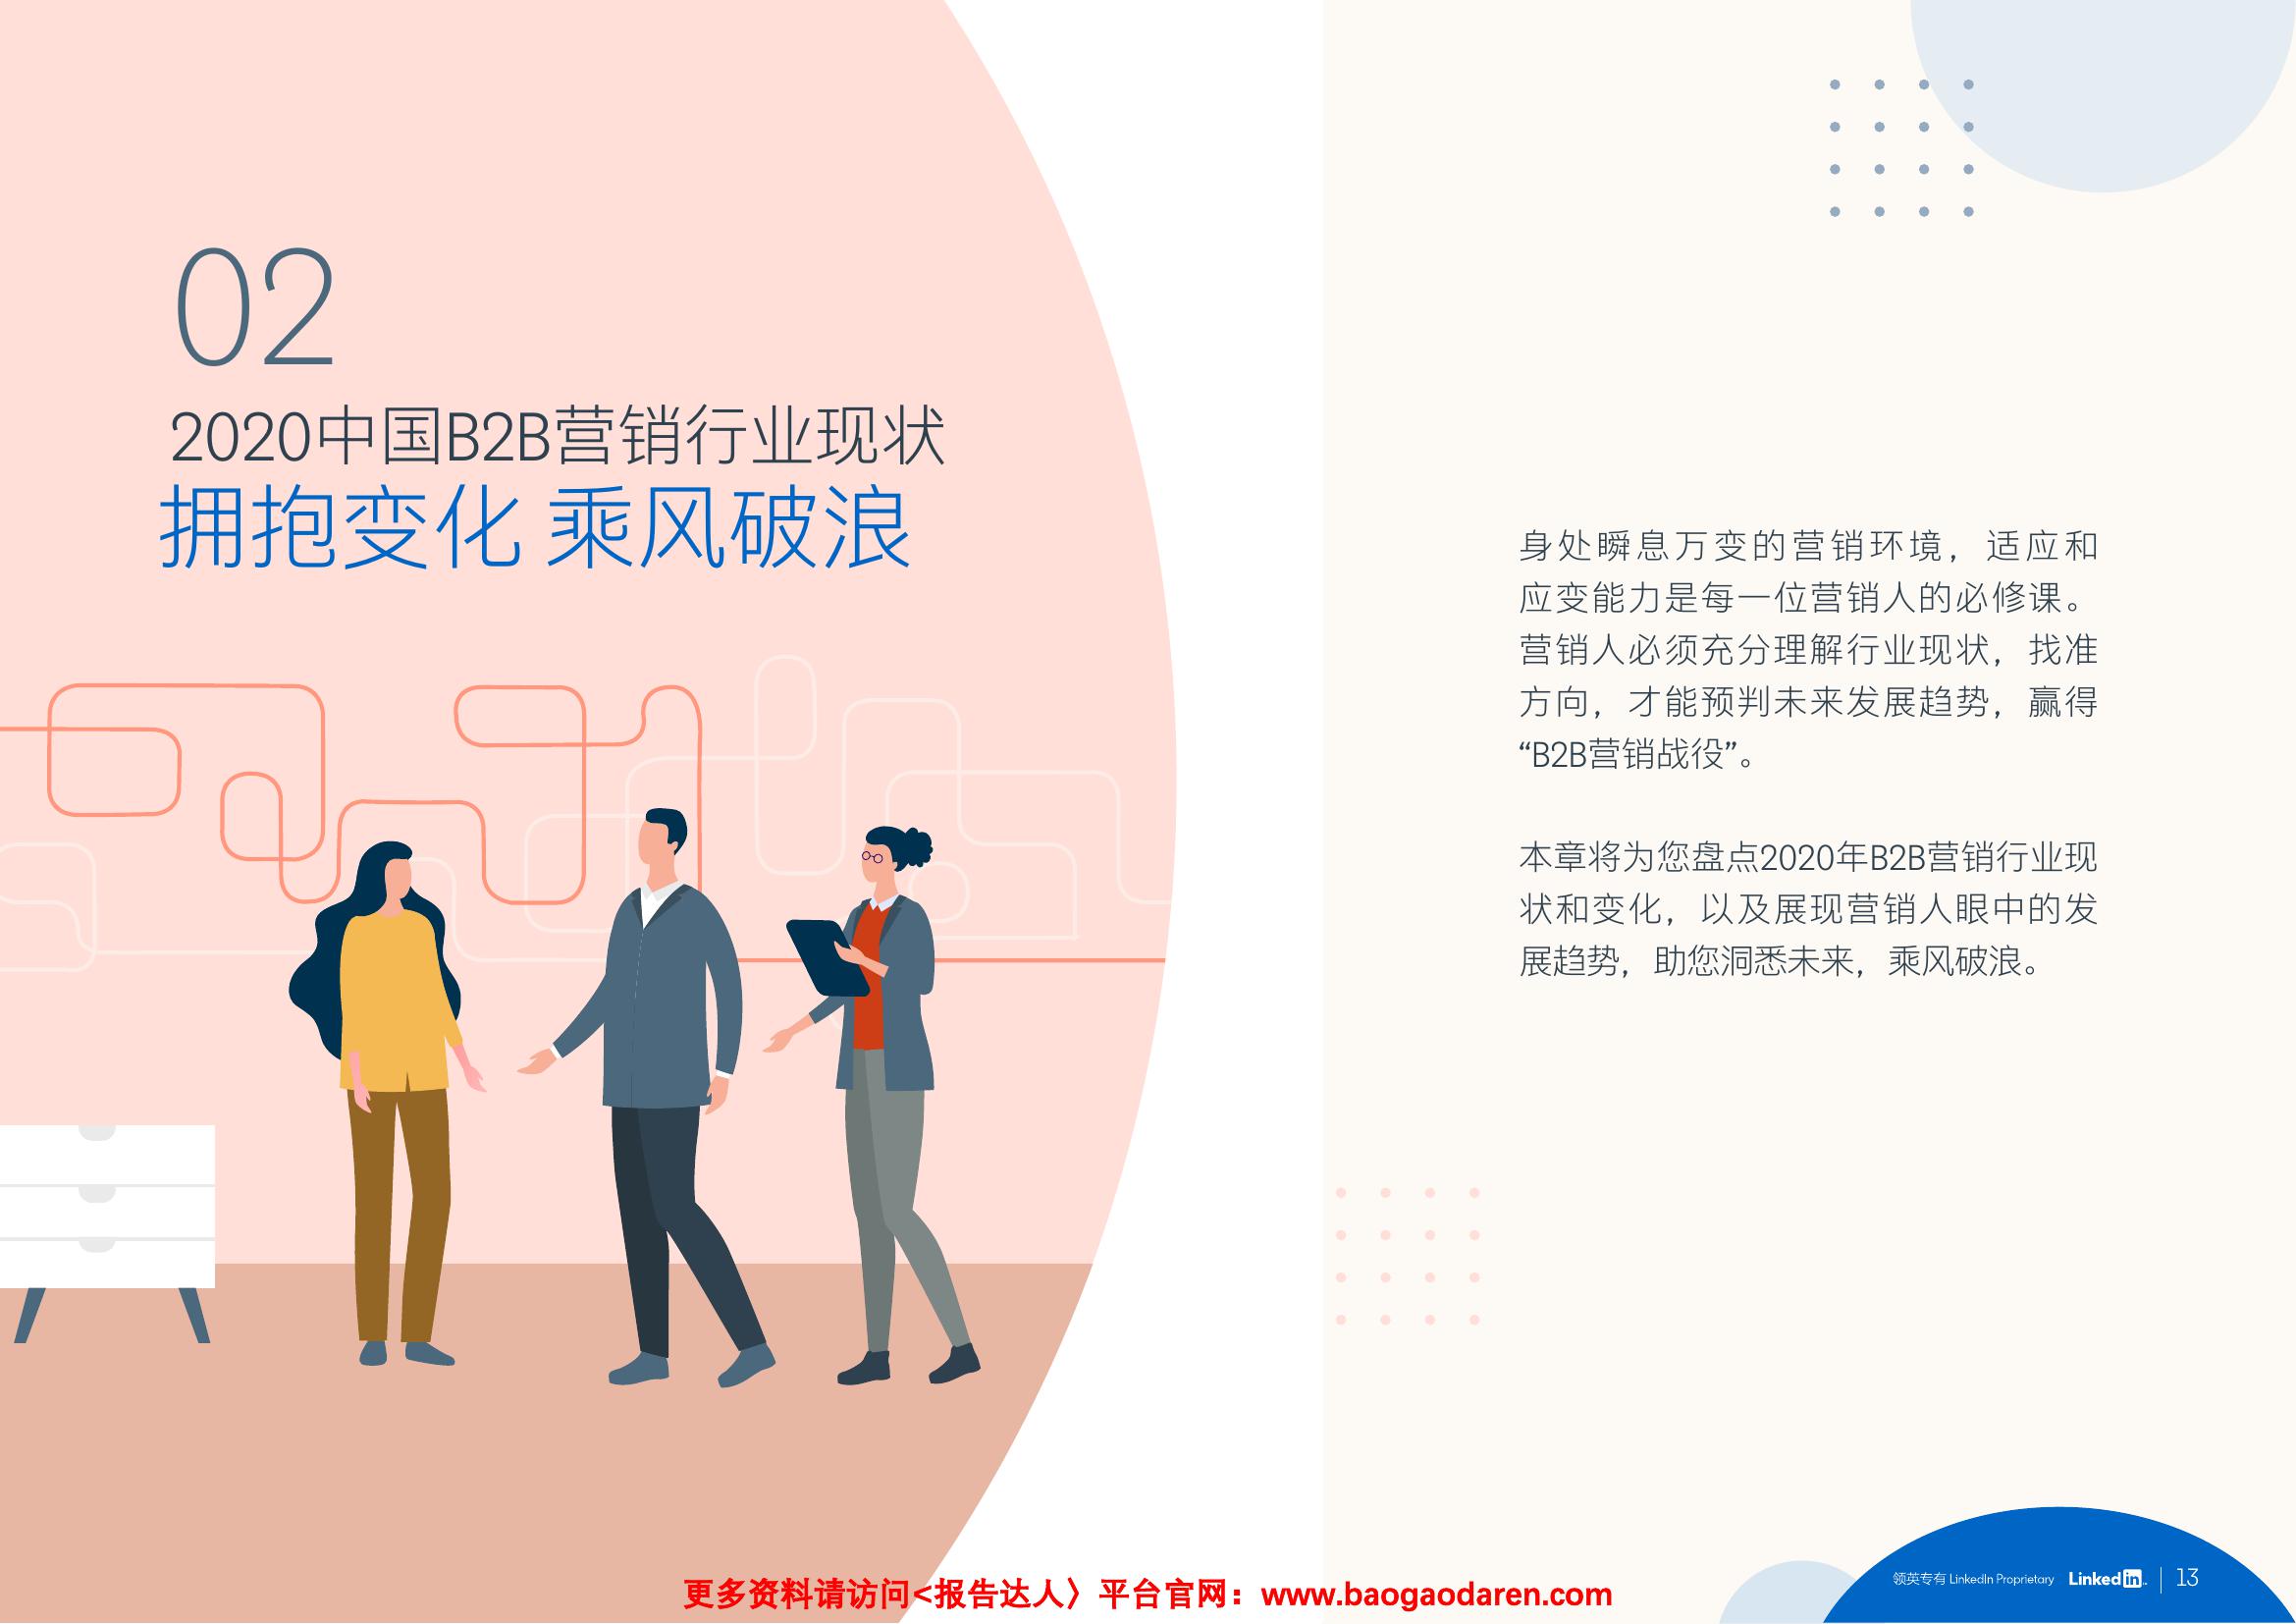 02
2020中国B2B营销行业现状
拥抱变化 乘风破浪
身处瞬息万变的营销环境，适应和
应变能力是每一位营销人的必修课。
营销人必须充分理解行业现状，找准
方向，才能预判未来发展趋势，赢得
“B2B营销战役”。
本章将为您盘点2020年B2B营销行业现
状和变化，以及展现营销人眼中的发
展趋势，助您洞悉未来，乘风破浪。
领英专有 LinkedIn Proprietary LinkedIn 13
更多资料请访问<报告达人〉平台官网：www.baogaodaren.com